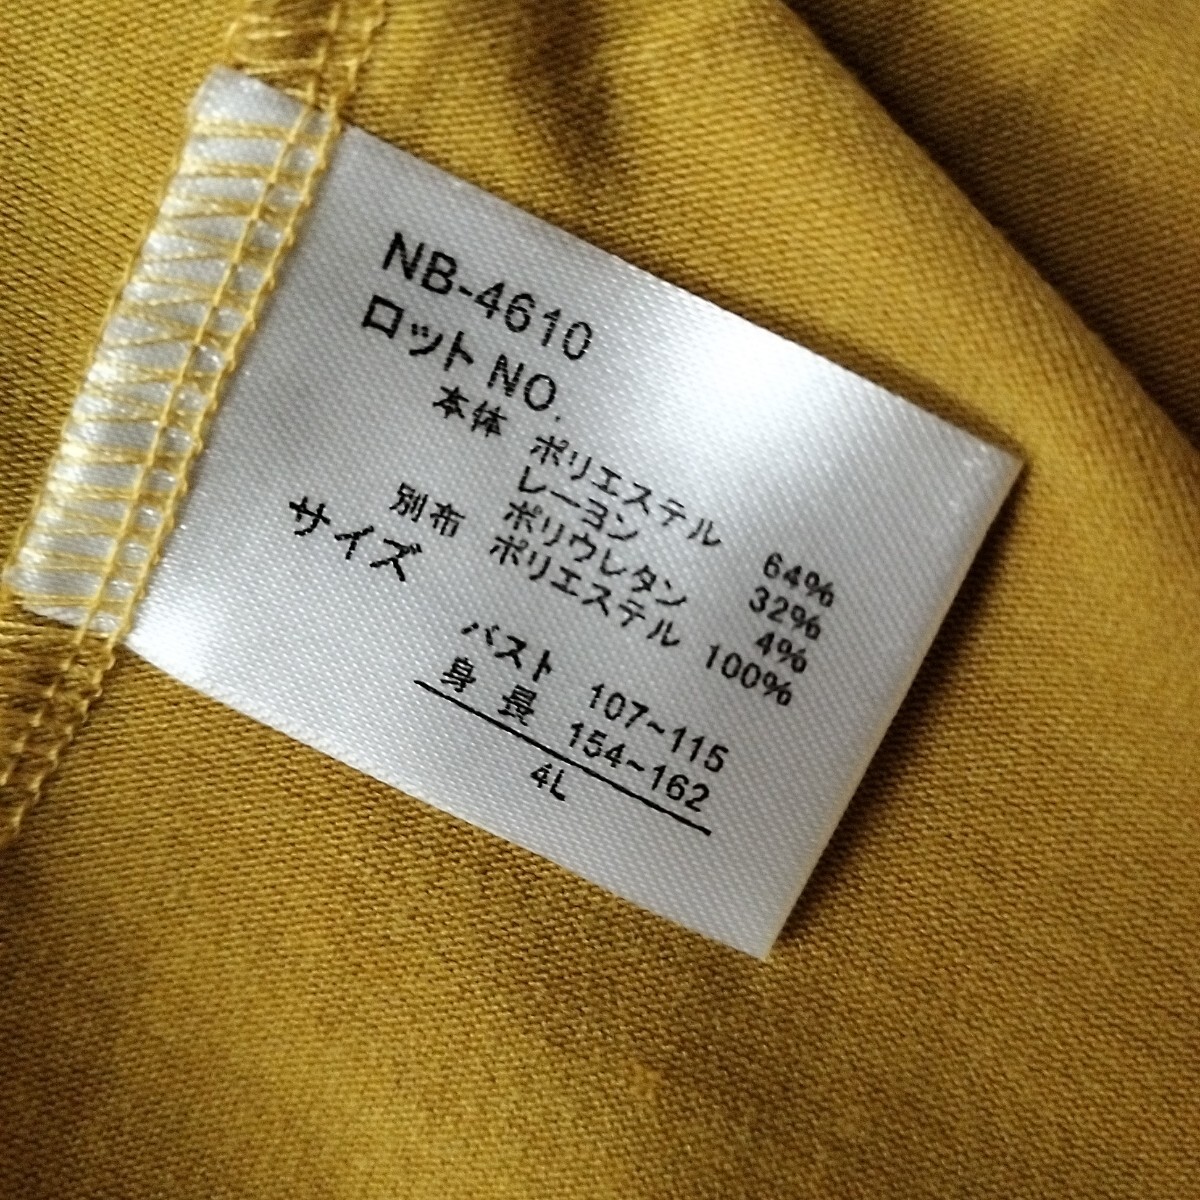 NB-4610
ロットNO.
本体 ポリエステル 64%
レーヨン 32%
ポリウレタン 4%
別布 ポリエステル 100%
サイズ
バスト 107~115
身長 154~162
4L